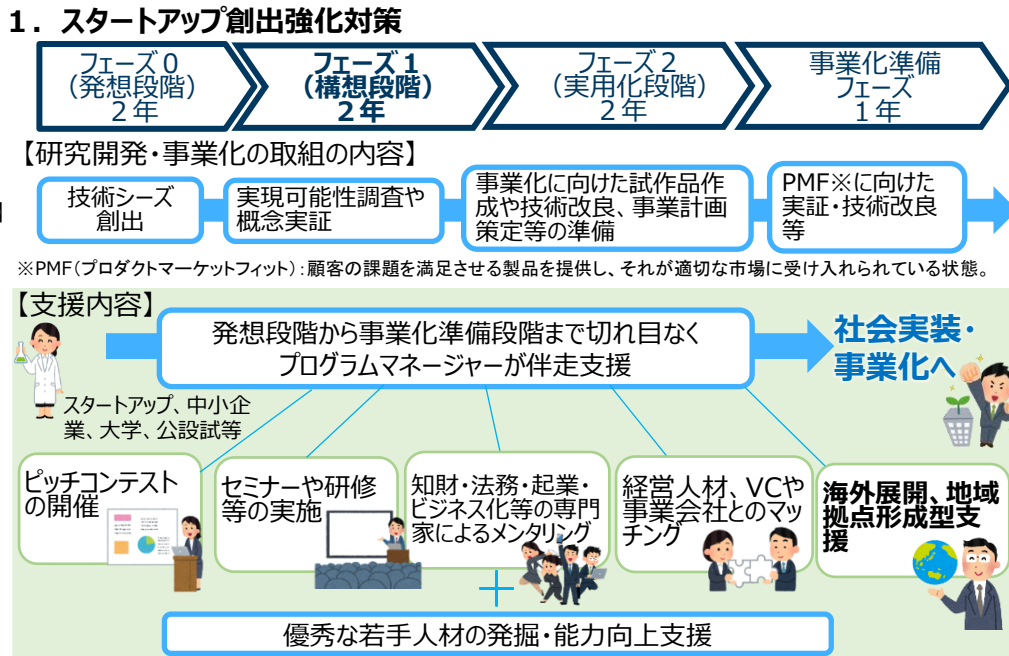 １．スタートアップ創出強化対策
フェーズ０
（発想段階）
２年
フェーズ１
（構想段階）
２年
フェーズ２
（実用化段階）
２年
事業化準備
フェーズ
１年
【研究開発・事業化の取組の内容】
技術シーズ
創出
実現可能性調査や
概念実証
事業化に向けた試作品作
成や技術改良、事業計画
策定等の準備
PMF※に向けた
実証・技術改良
等
※PMF（プロダクトマーケットフィット）：顧客の課題を満足させる製品を提供し、それが適切な市場に受け入れられている状態。
【支援内容】
発想段階から事業化準備段階まで切れ目なく
プログラムマネージャーが伴走支援
社会実装・
事業化へ
スタートアップ、中小企
業、大学、公設試等
ピッチコンテスト
の開催
セミナーや研修
等の実施
知財・法務・起業・
ビジネス化等の専門
家によるメンタリング
経営人材、VCや
事業会社とのマッ
チング
海外展開、地域
拠点形成型支
援
＋
優秀な若手人材の発掘・能力向上支援